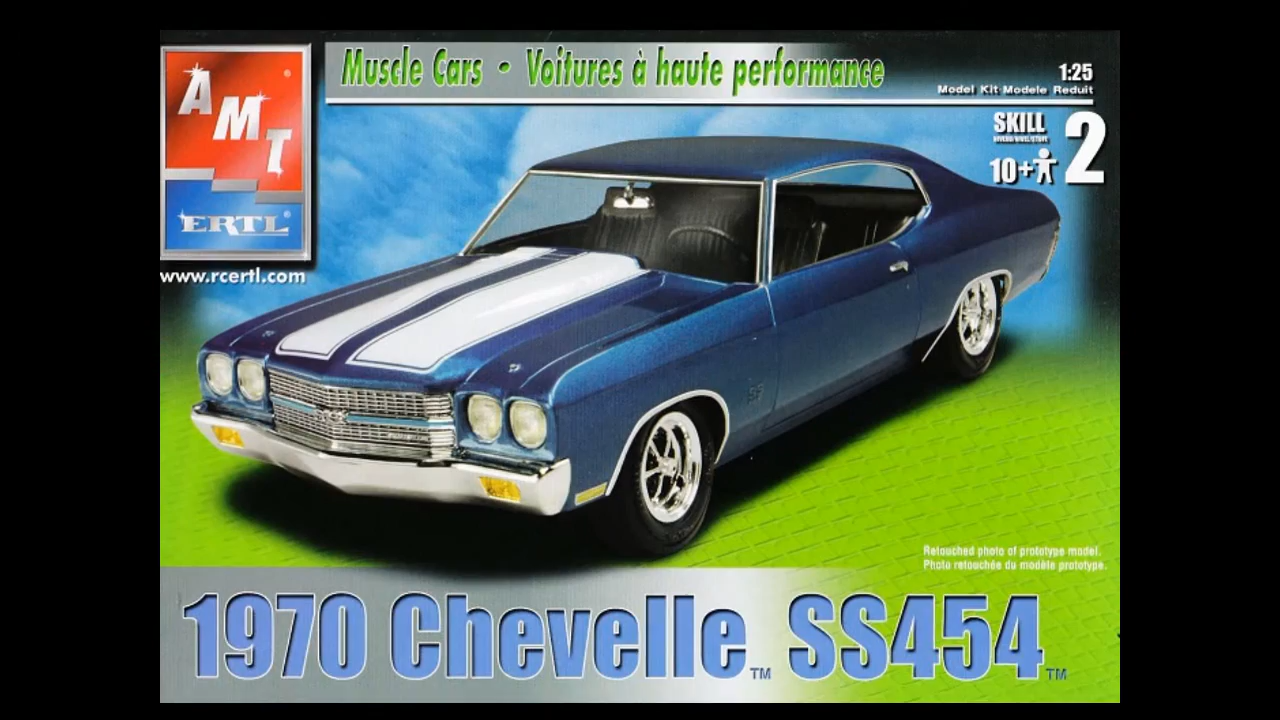 AMT
ERTL
www.rcertl.com
Muscle Cars • Voitures à haute performance
1:25
Model Kit Modele Reduit
SKILL 2
10+
Retouched photo of prototype model.
Photo retouchée du modèle prototype.
1970 Chevelle™ SS454™